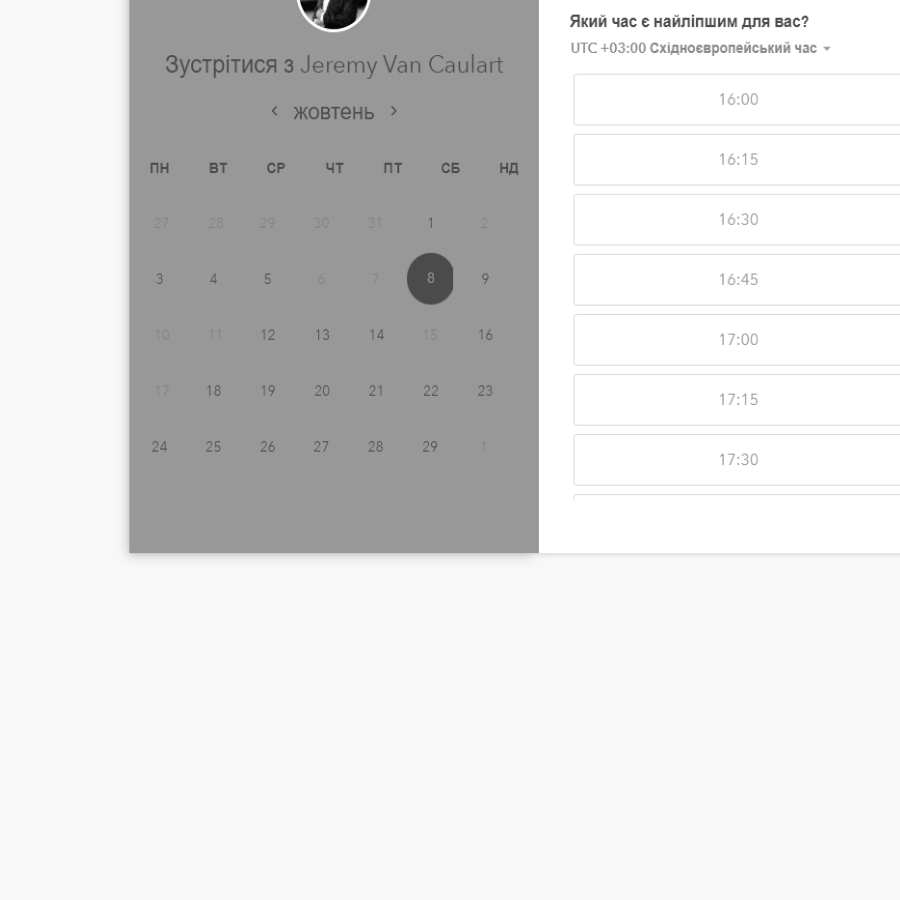 Зустрітися з Jeremy Van Caulart
жовтень
ПН ВТ СР ЧТ ПТ СБ НД
27 28 29 30 31 1 2
3 4 5 6 7 8 9
10 11 12 13 14 15 16
17 18 19 20 21 22 23
24 25 26 27 28 29 1
Який час є найліпшим для вас?
UTC +03:00 Східноєвропейський час
16:00
16:15
16:30
16:45
17:00
17:15
17:30